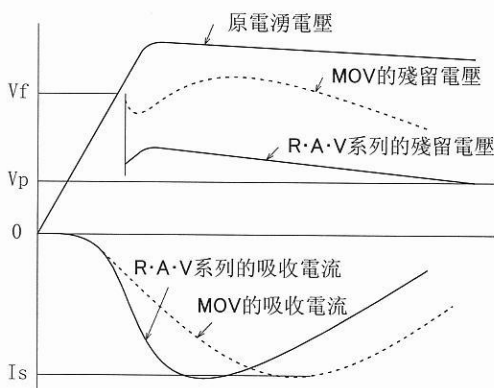 原電湧電壓
Vf
MOV的殘留電壓
R·A·V系列的殘留電壓
Vp
0
R·A·V系列的吸收電流
MOV的吸收電流
Is